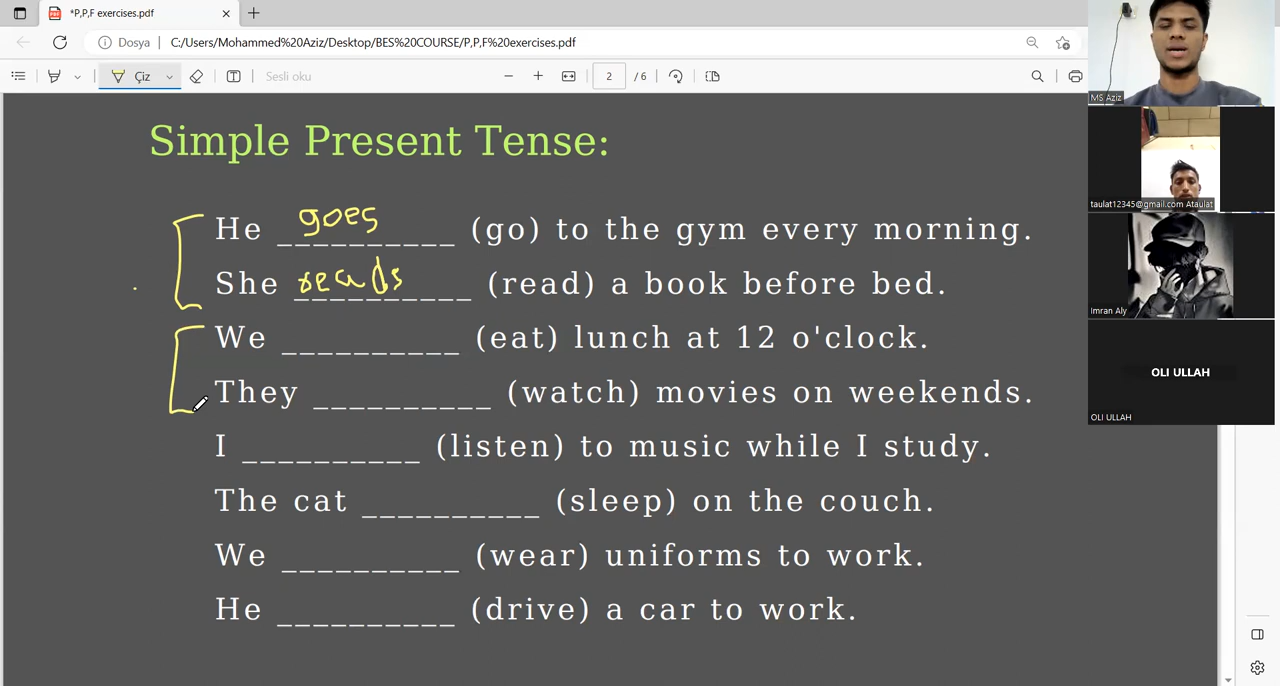 *P,P,F exercises.pdf
Dosya
C:/Users/Mohammed%20Aziz/Desktop/BES%20COURSE/P,P,F%20exercises.pdf
Çiz
Sesli oku
2 / 6
Simple Present Tense:
He goes __________ (go) to the gym every morning.
She reads __________ (read) a book before bed.
We __________ (eat) lunch at 12 o'clock.
They __________ (watch) movies on weekends.
I __________ (listen) to music while I study.
The cat __________ (sleep) on the couch.
We __________ (wear) uniforms to work.
He __________ (drive) a car to work.
MS Aziz
taulat12345@gmail.com Ataulat
Imran Aly
OLI ULLAH
OLI ULLAH